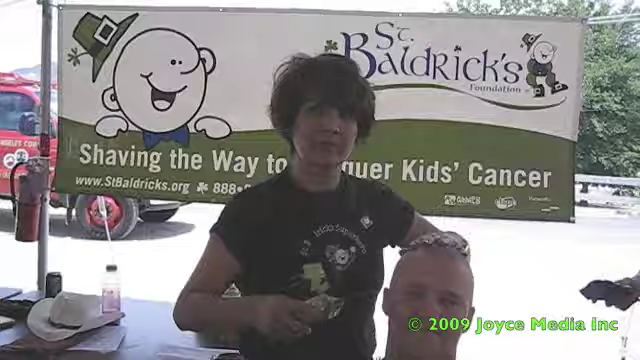 St.
Baldrick's
Foundation
Shaving the Way to quer Kids' Cancer
www.StBaldricks.org 888
© 2009 Joyce Media Inc